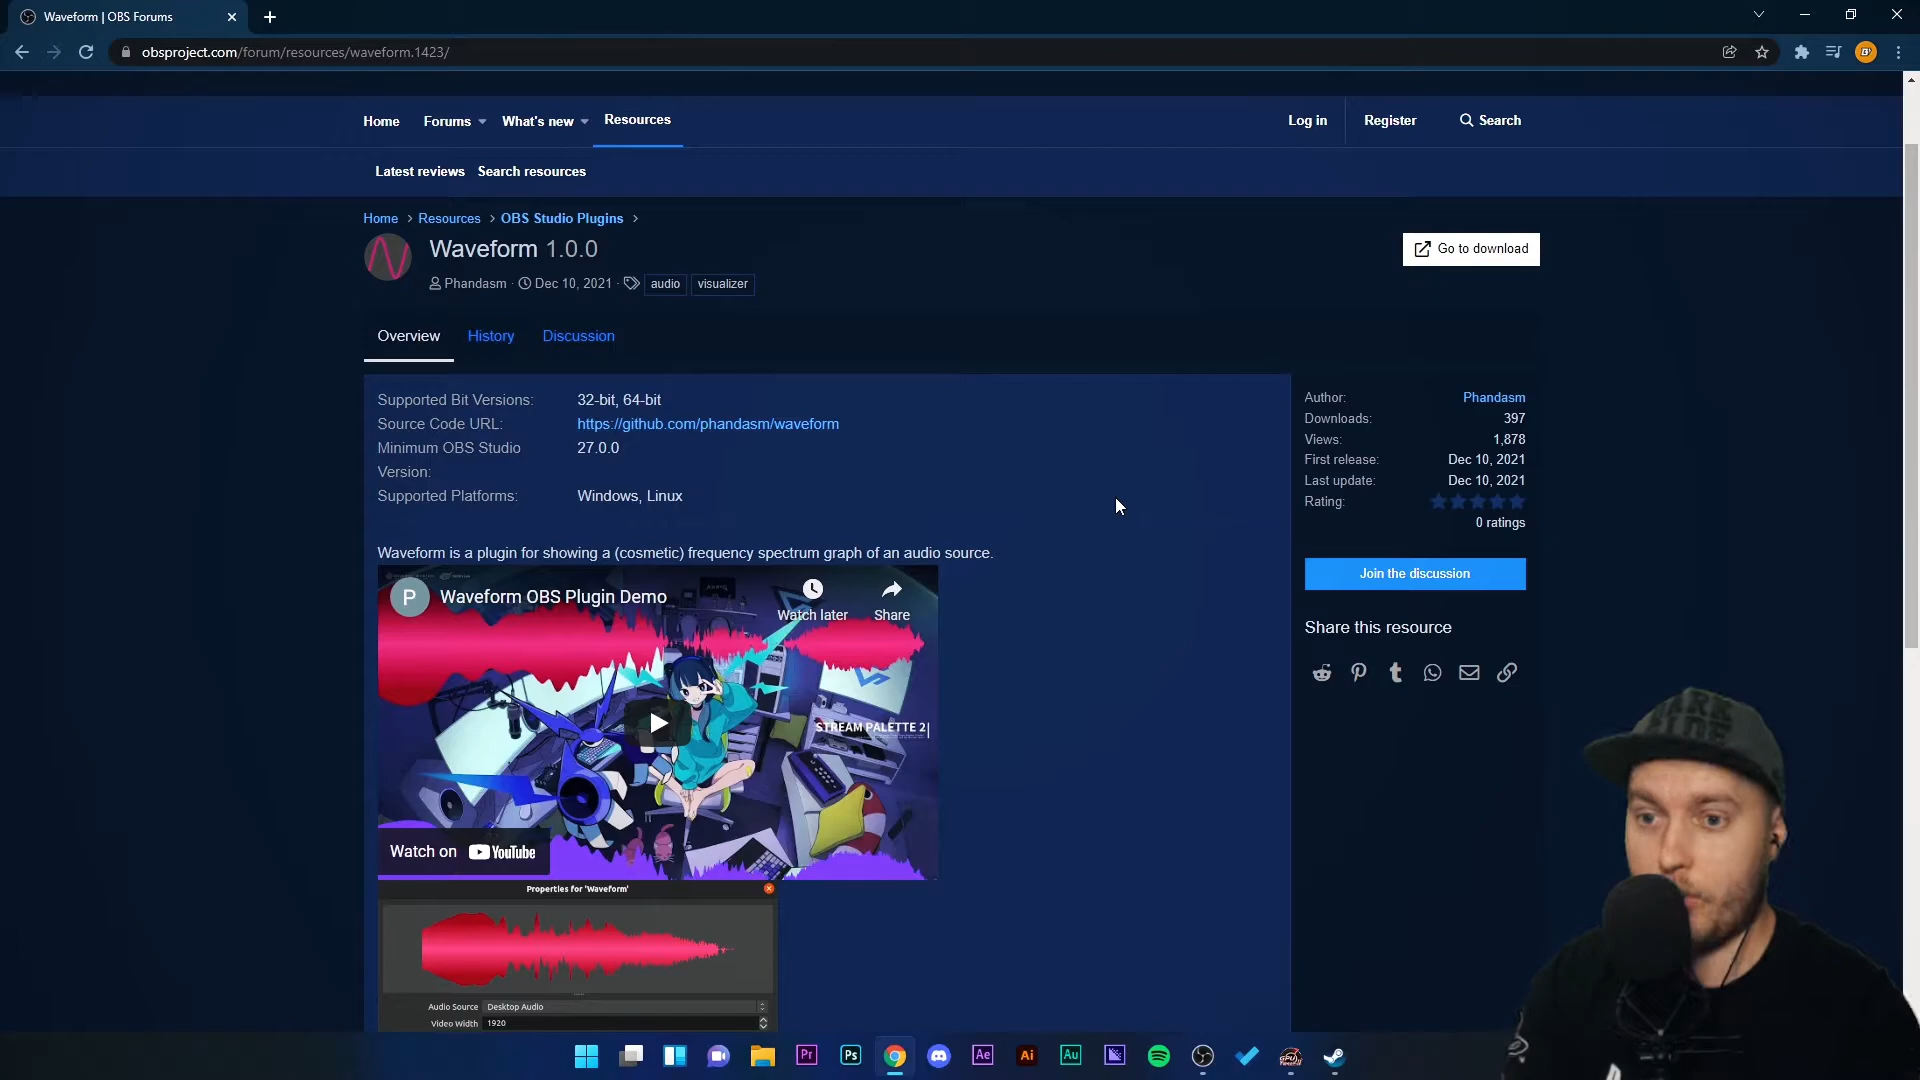 Waveform | OBS Forums
obsproject.com/forum/resources/waveform.1423/
Home
Forums
What's new
Resources
Log in
Register
Search
Latest reviews
Search resources
Home > Resources > OBS Studio Plugins >
Waveform 1.0.0
Phandasm · Dec 10, 2021 · audio visualizer
Go to download
Overview
History
Discussion
Supported Bit Versions: 32-bit, 64-bit
Source Code URL: https://github.com/phandasm/waveform
Minimum OBS Studio Version: 27.0.0
Supported Platforms: Windows, Linux
Waveform is a plugin for showing a (cosmetic) frequency spectrum graph of an audio source.
P
Waveform OBS Plugin Demo
Watch later
Share
STREAM PALETTE 2|
Watch on YouTube
Properties for 'Waveform'
Audio Source Desktop Audio
Video Width 1920
Author: Phandasm
Downloads: 397
Views: 1,878
First release: Dec 10, 2021
Last update: Dec 10, 2021
Rating:
0 ratings
Join the discussion
Share this resource
Pr
Ps
Ae
Ai
Au